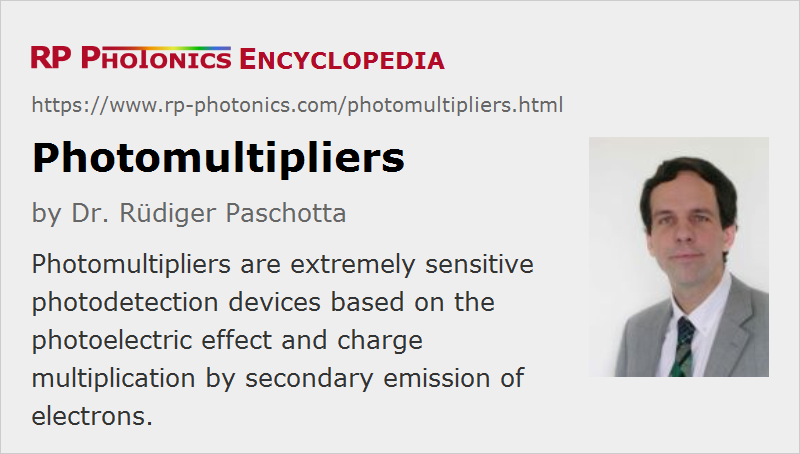 RP PHOTONICS ENCYCLOPEDIA
https://www.rp-photonics.com/photomultipliers.html
Photomultipliers
by Dr. Rüdiger Paschotta
Photomultipliers are extremely sensitive
photodetection devices based on the
photoelectric effect and charge
multiplication by secondary emission of
electrons.